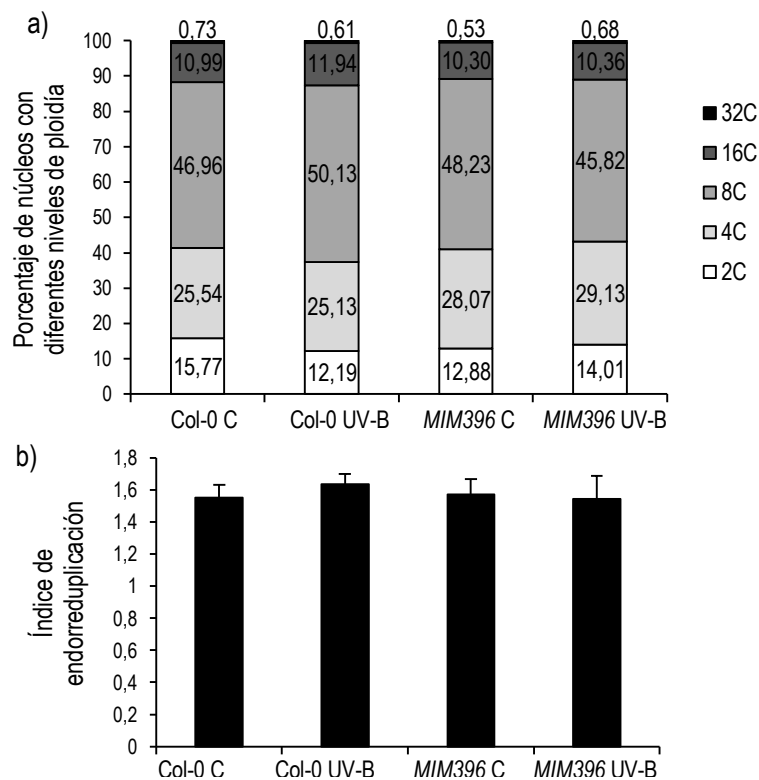 a)
Porcentaje de núcleos con
diferentes niveles de ploidía
100
90
80
70
60
50
40
30
20
10
0
0,73
0,61
0,53
0,68
10,99
11,94
10,30
10,36
46,96
50,13
48,23
45,82
25,54
25,13
28,07
29,13
15,77
12,19
12,88
14,01
Col-0 C
Col-0 UV-B
MIM396 C
MIM396 UV-B
32C
16C
8C
4C
2C
b)
Índice de
endorreduplicación
1,8
1,6
1,4
1,2
1
0,8
0,6
0,4
0,2
0
Col-0 C
Col-0 UV-B
MIM396 C
MIM396 UV-B